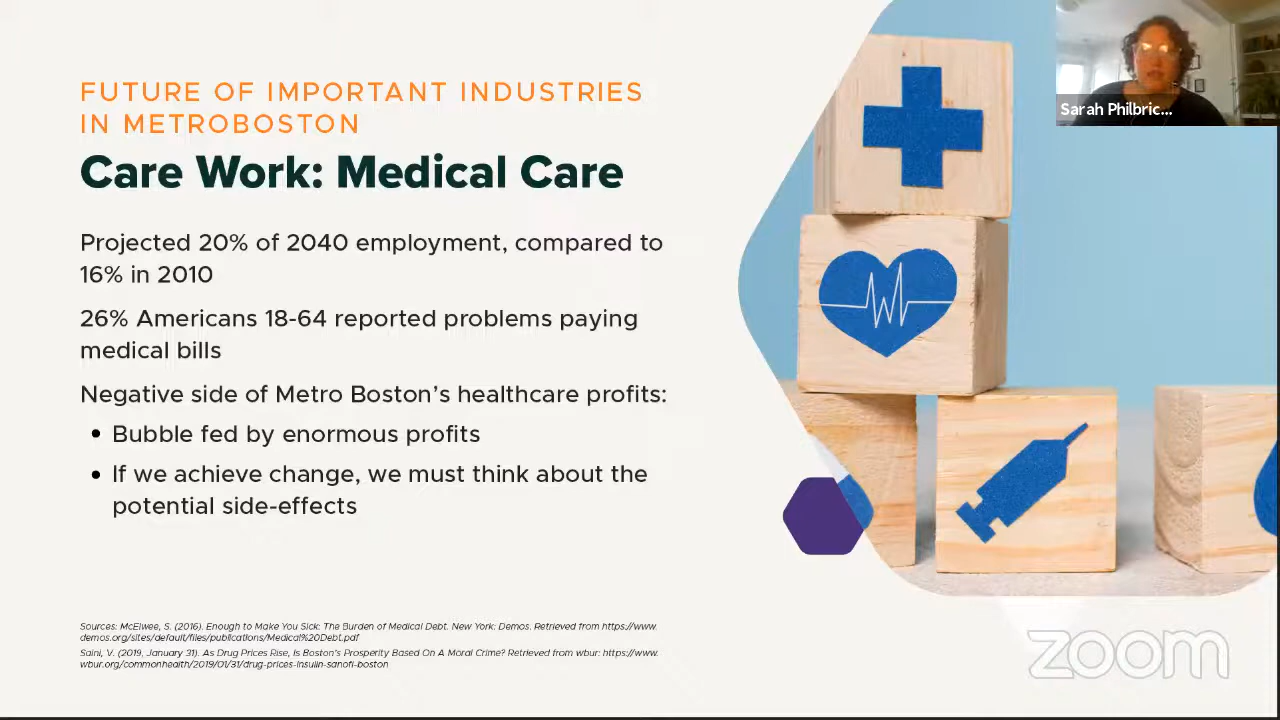 FUTURE OF IMPORTANT INDUSTRIES
IN METROBOSTON
Care Work: Medical Care
Projected 20% of 2040 employment, compared to
16% in 2010
26% Americans 18-64 reported problems paying
medical bills
Negative side of Metro Boston’s healthcare profits:
• Bubble fed by enormous profits
• If we achieve change, we must think about the
potential side-effects
Sources: McElwee, S. (2016). Enough to Make You Sick: The Burden of Medical Debt. New York: Demos. Retrieved from https://www.
demos.org/sites/default/files/publications/Medical%20Debt.pdf
Saini, V. (2019, January 31). As Drug Prices Rise, Is Boston's Prosperity Based On A Moral Crime? Retrieved from wbur: https://www.
wbur.org/commonhealth/2019/01/31/drug-prices-insulin-sanofi-boston
Sarah Philbric...
zoom